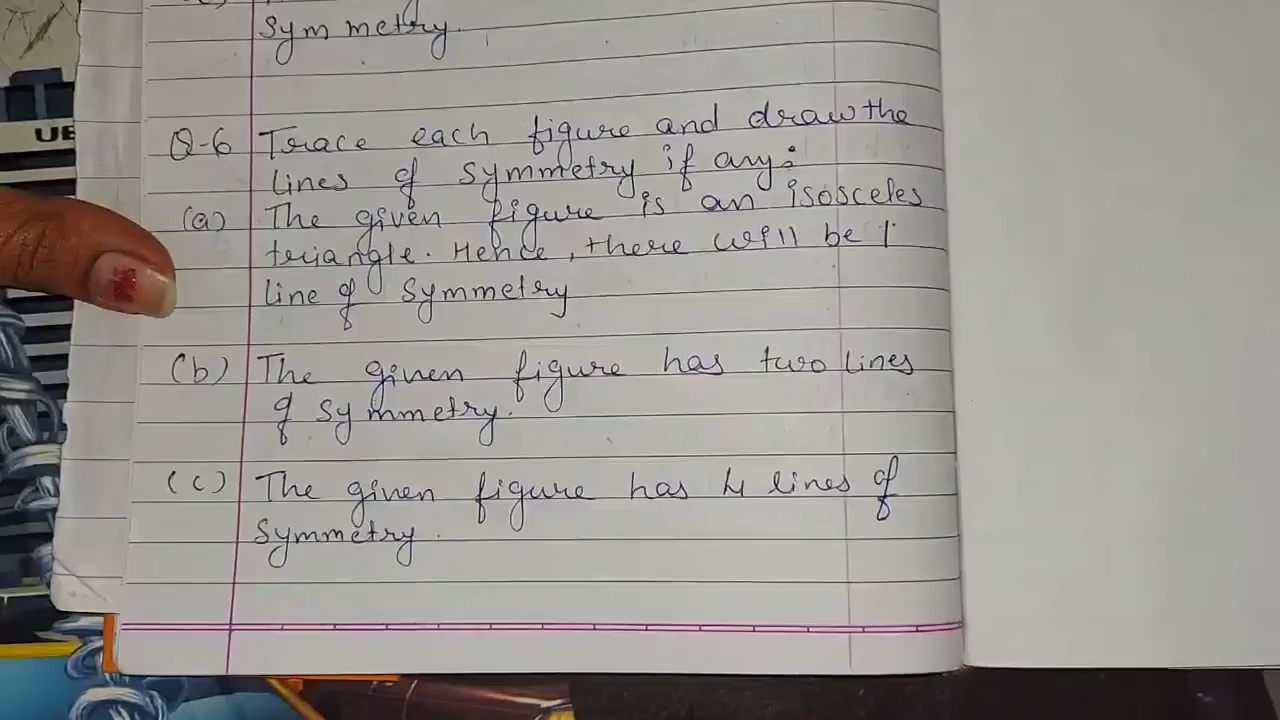 symmetry.
Q-6 Trace each figure and draw the
lines of symmetry if any:
(a) The given figure is an isosceles
triangle. Hence, there will be 1
line of symmetry
(b) The given figure has two lines
of symmetry.
(c) The given figure has 4 lines of
symmetry.
UB